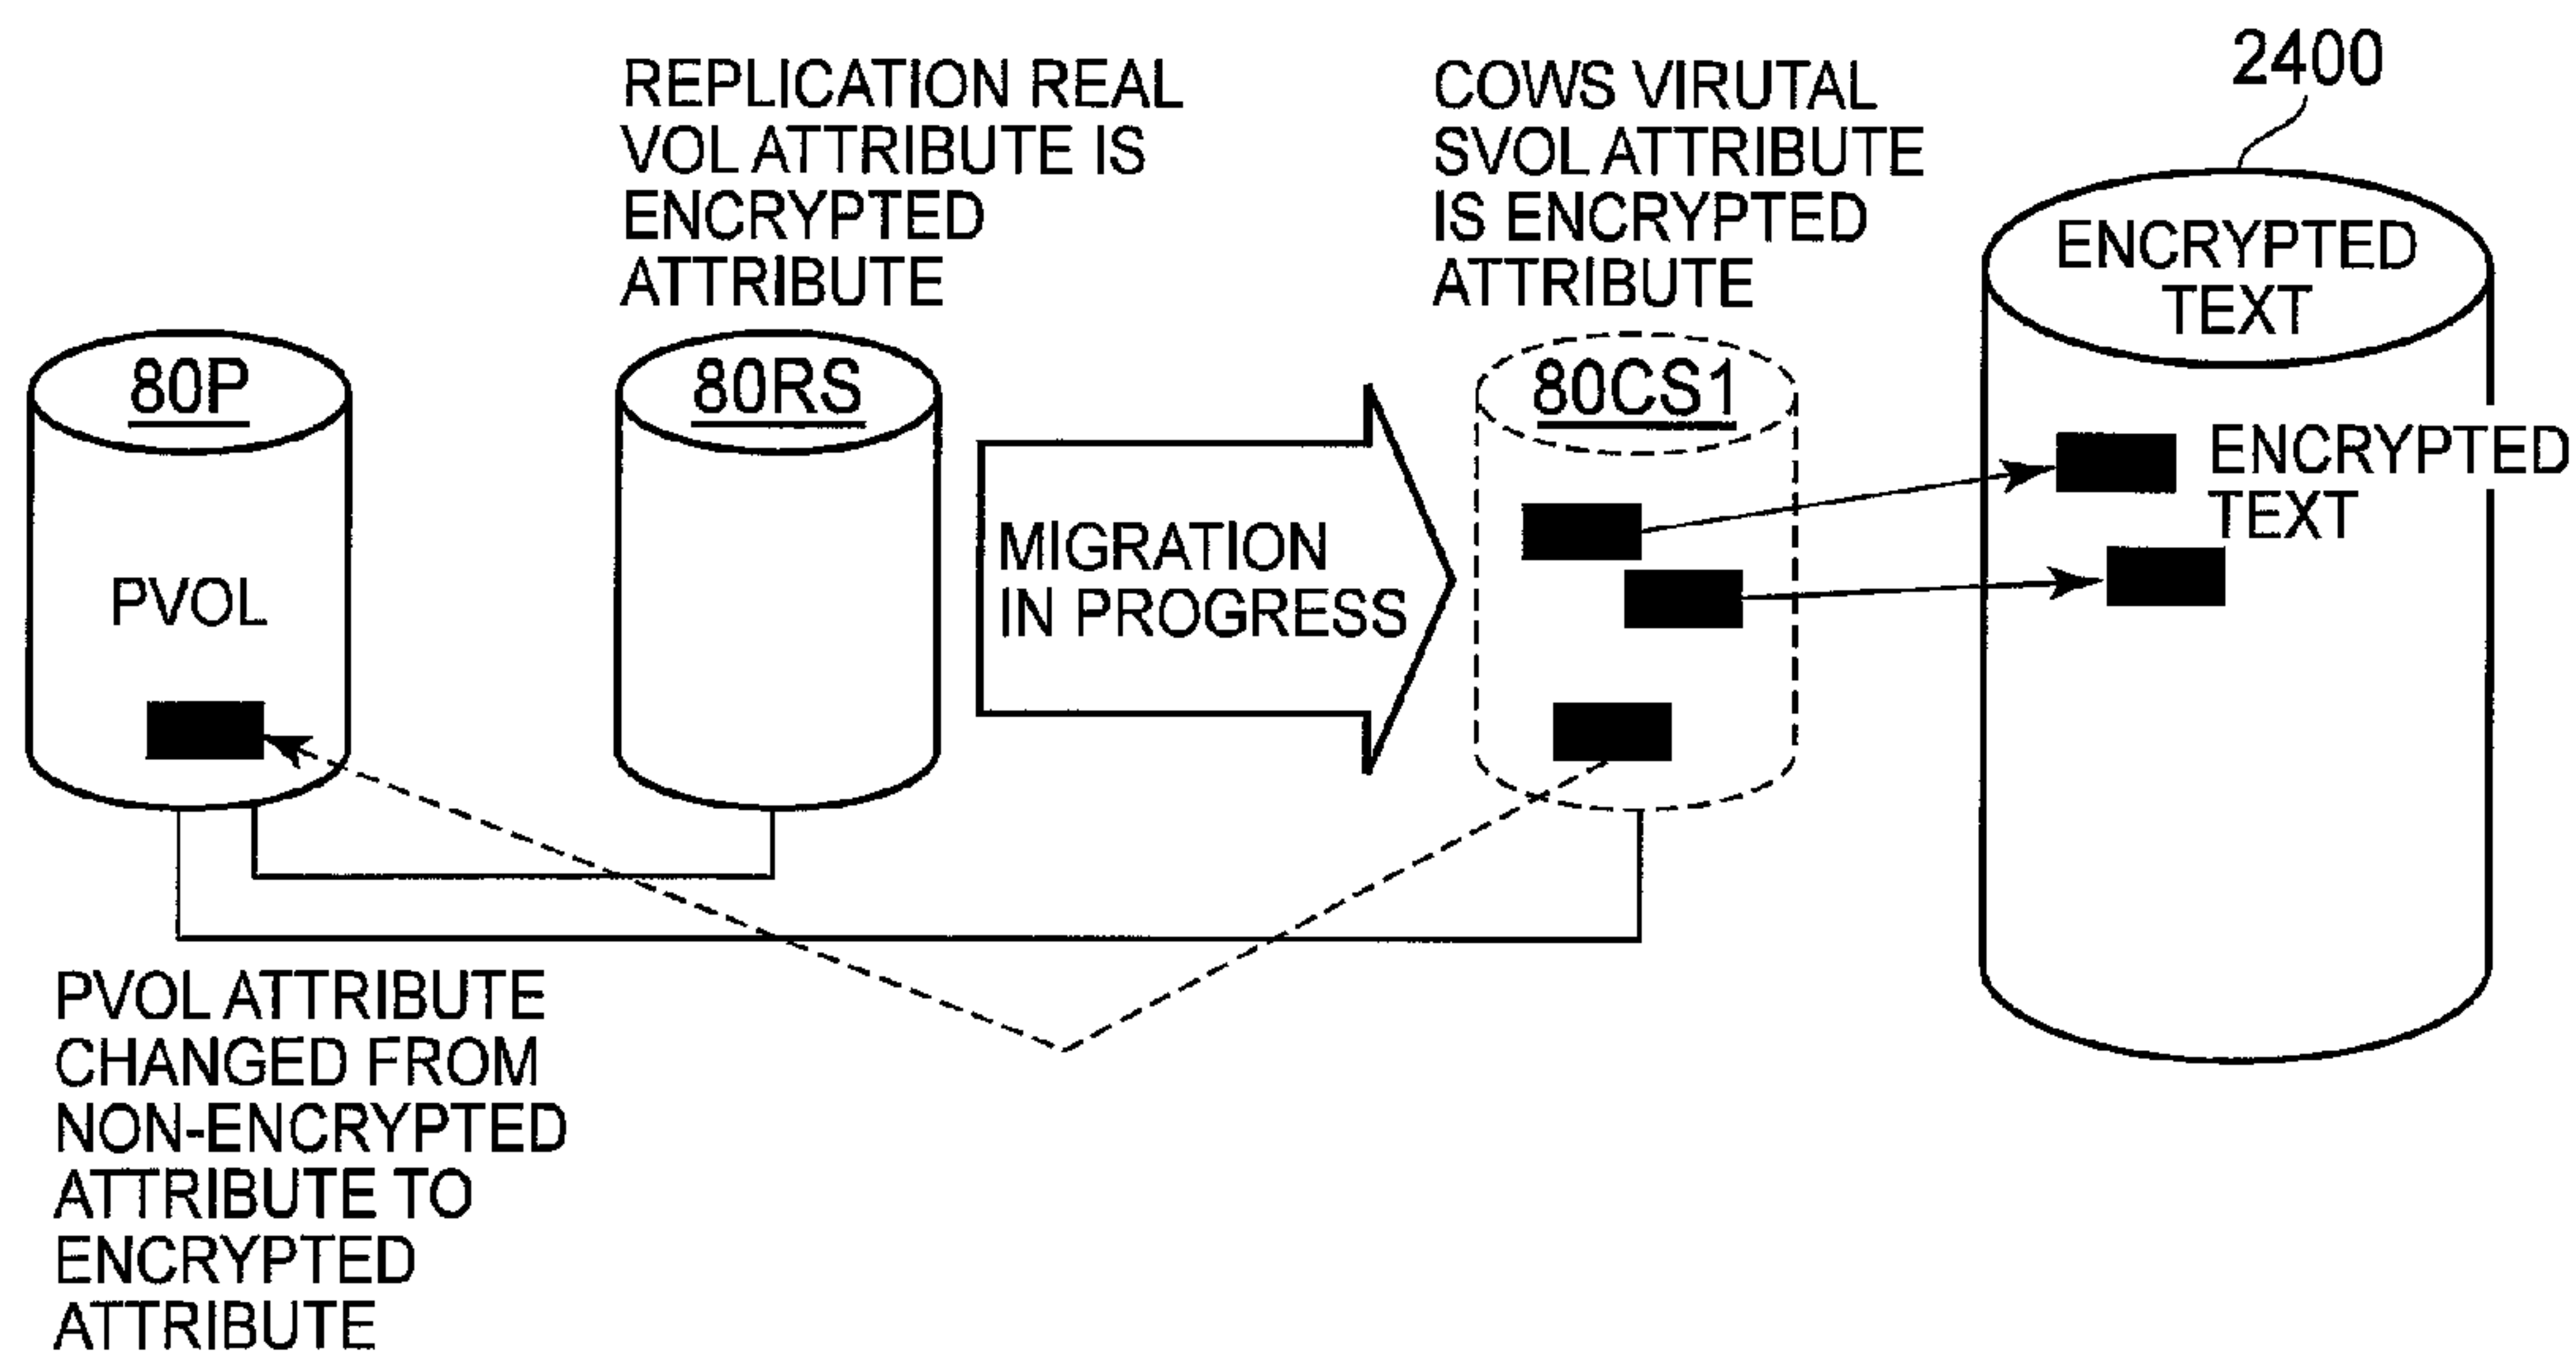 2400
REPLICATION REAL
VOL ATTRIBUTE IS
ENCRYPTED
ATTRIBUTE
COWS VIRUTAL
SVOL ATTRIBUTE
IS ENCRYPTED
ATTRIBUTE
ENCRYPTED
TEXT
80P
80RS
80CS1
ENCRYPTED
TEXT
MIGRATION
IN PROGRESS
PVOL
PVOL ATTRIBUTE
CHANGED FROM
NON-ENCRYPTED
ATTRIBUTE TO
ENCRYPTED
ATTRIBUTE